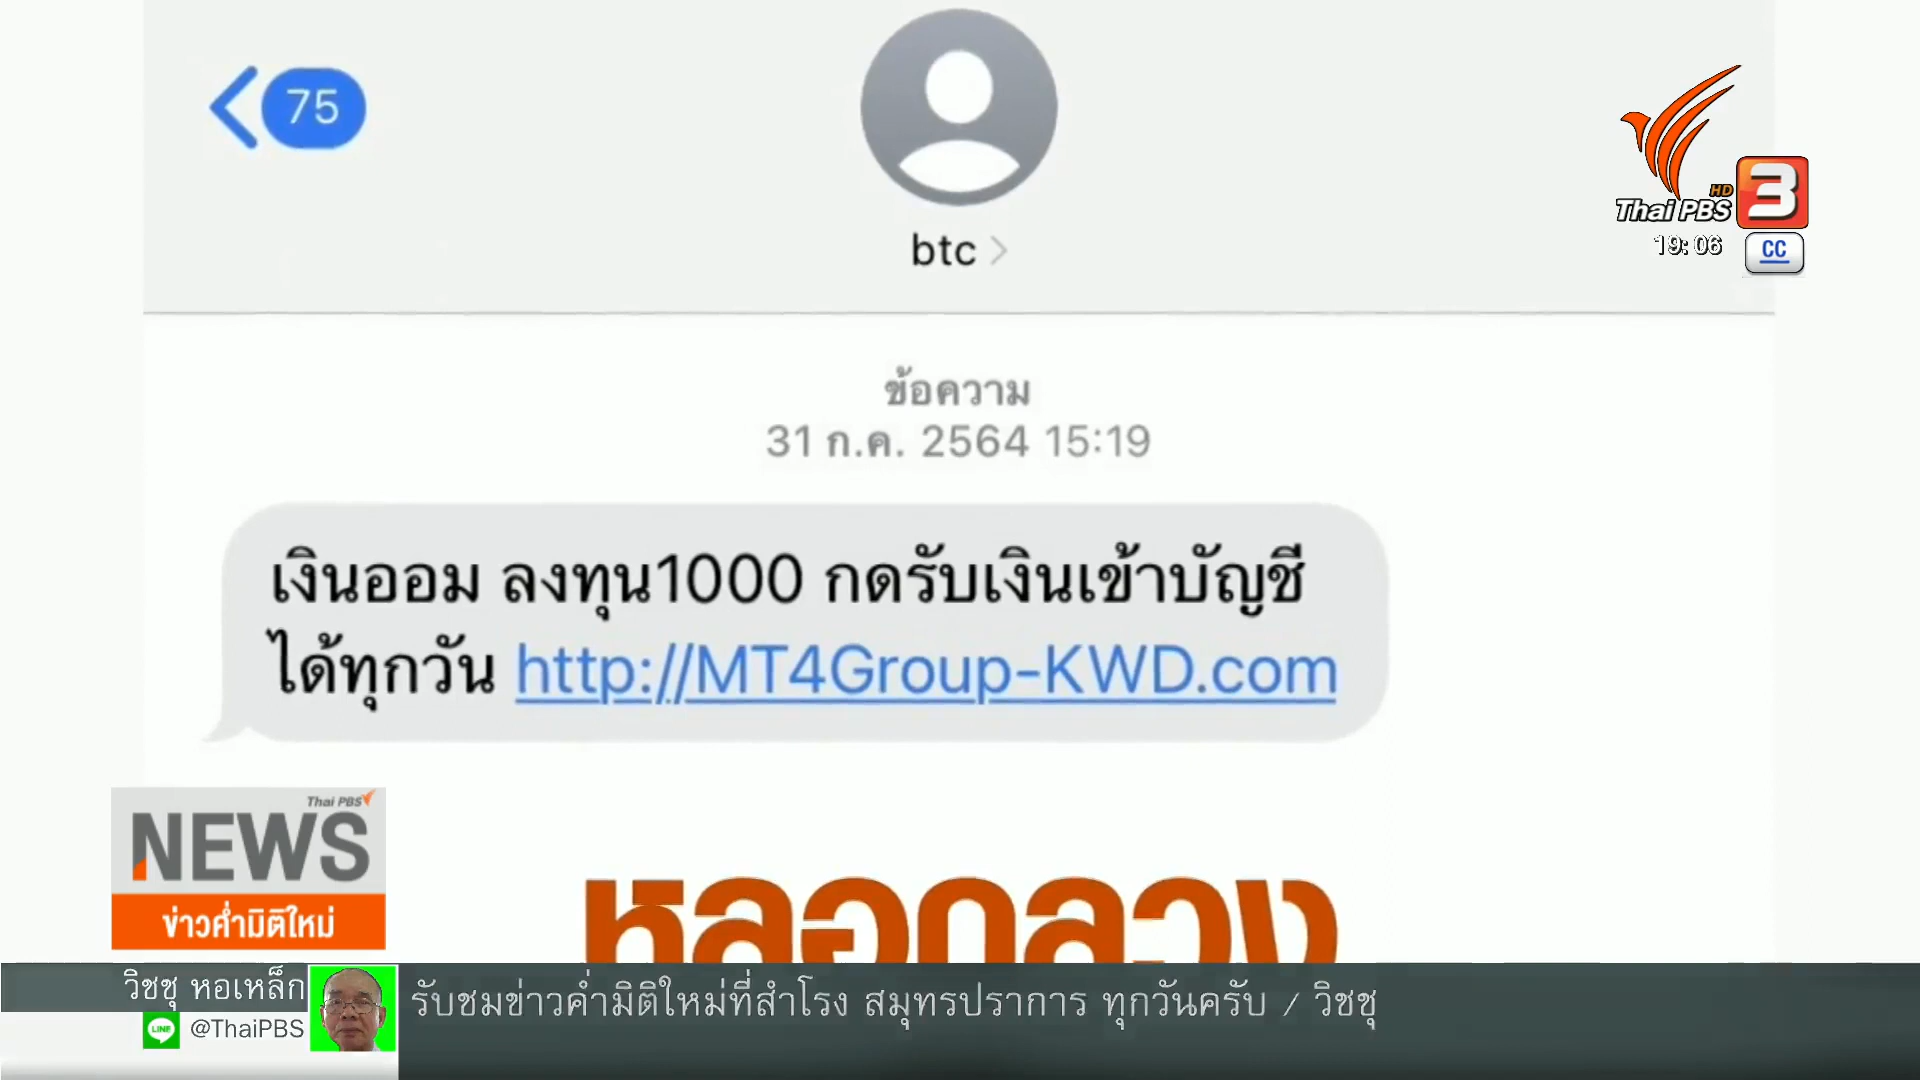 75
btc
HD
Thai PBS
3
19:06
CC
ข้อความ
31 ก.ค. 2564 15:19
เงินออม ลงทุน1000 กดรับเงินเข้าบัญชี
ได้ทุกวัน http://MT4Group-KWD.com
Thai PBS
NEWS
ข่าวค่ำมิติใหม่
หลอกลวง
วิชชุ หอเหล็ก
LINE @ThaiPBS
รับชมข่าวค่ำมิติใหม่ที่สำโรง สมุทรปราการ ทุกวันครับ / วิชชุ